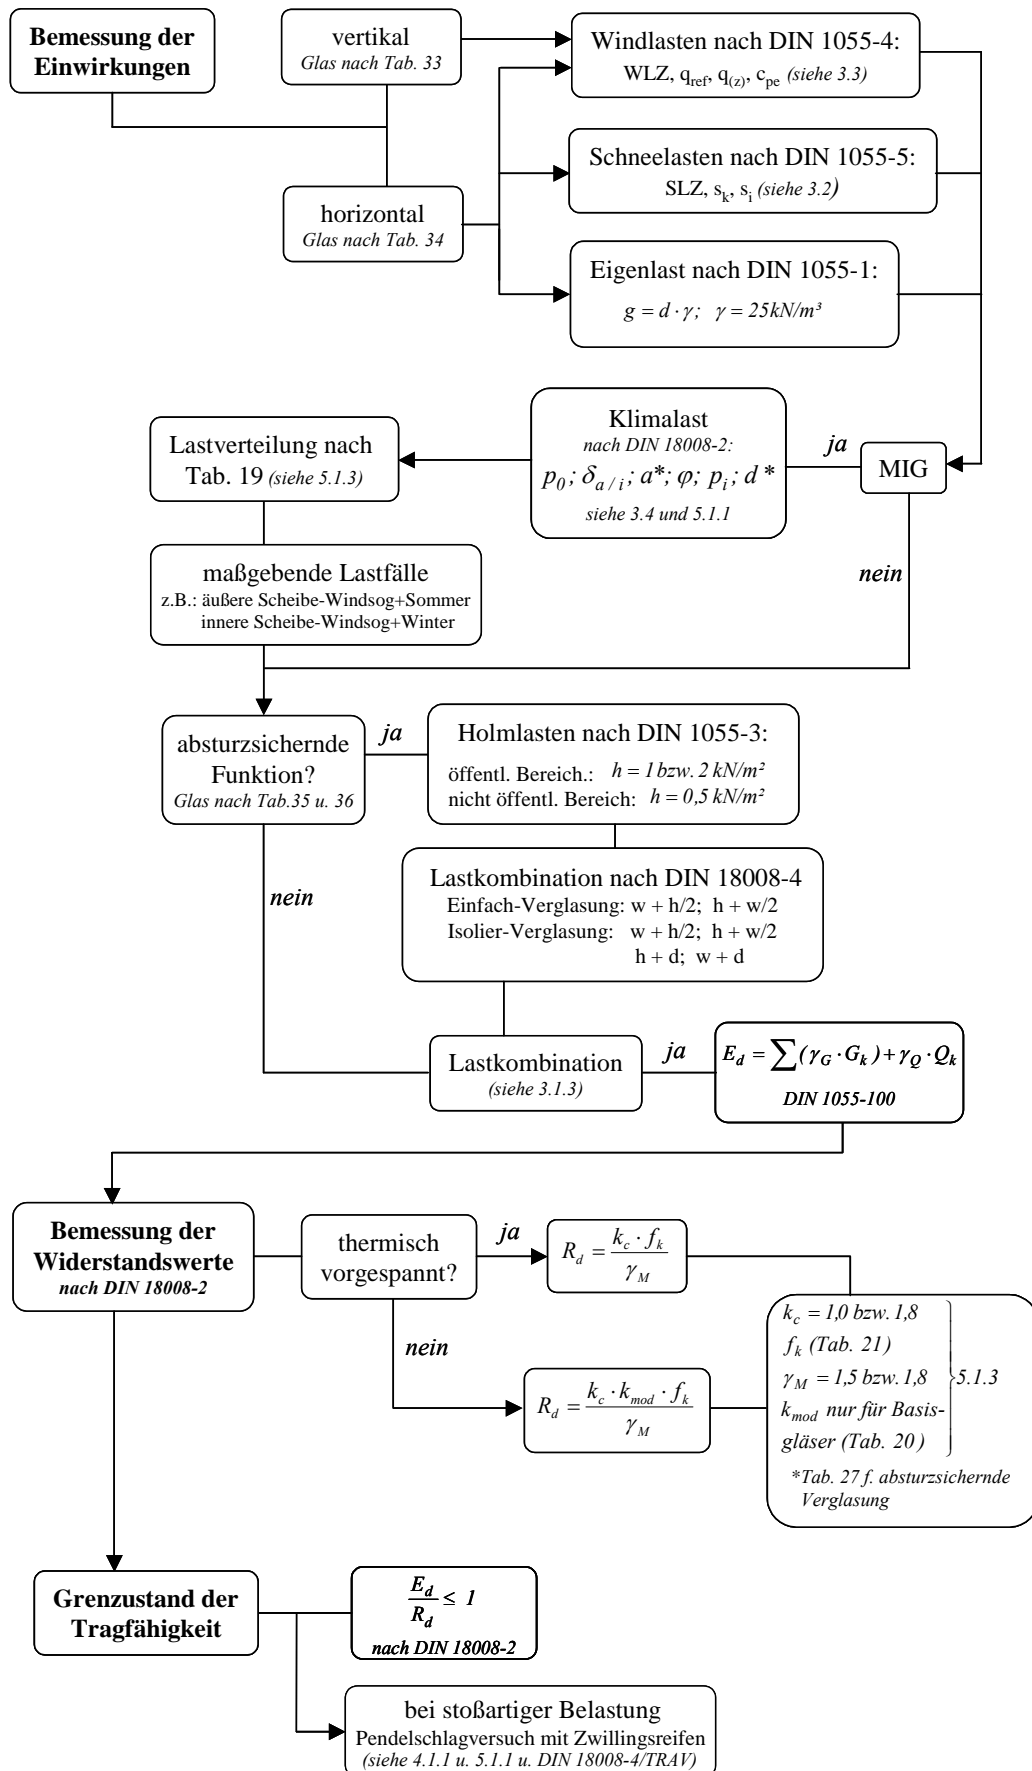 Bemessung der
Einwirkungen
vertikal
Glas nach Tab. 33
Windlasten nach DIN 1055-4:
WLZ, q_ref, q_(z), c_pe (siehe 3.3)
Schneelasten nach DIN 1055-5:
SLZ, s_k, s_i (siehe 3.2)
horizontal
Glas nach Tab. 34
Eigenlast nach DIN 1055-1:
g = d · γ; γ = 25kN/m³
Klimalast
nach DIN 18008-2:
p_0; δ_a/i; a*; φ; p_i; d*
siehe 3.4 und 5.1.1
ja
MIG
Lastverteilung nach
Tab. 19 (siehe 5.1.3)
nein
maßgebende Lastfälle
z.B.: äußere Scheibe-Windsog+Sommer
innere Scheibe-Windsog+Winter
absturzsichernde
Funktion?
Glas nach Tab.35 u. 36
ja
Holmlasten nach DIN 1055-3:
öffentl. Bereich.: h = 1 bzw. 2 kN/m²
nicht öffentl. Bereich: h = 0,5 kN/m²
nein
Lastkombination nach DIN 18008-4
Einfach-Verglasung: w + h/2; h + w/2
Isolier-Verglasung: w + h/2; h + w/2
h + d; w + d
Lastkombination
(siehe 3.1.3)
ja
E_d = ∑(γ_G · G_k) + γ_Q · Q_k
DIN 1055-100
Bemessung der
Widerstandswerte
nach DIN 18008-2
thermisch
vorgespannt?
ja
R_d = k_c · f_k / γ_M
nein
R_d = k_c · k_mod · f_k / γ_M
k_c = 1,0 bzw. 1,8
f_k (Tab. 21)
γ_M = 1,5 bzw. 1,8 } 5.1.3
k_mod nur für Basis-
gläser (Tab. 20)
*Tab. 27 f. absturzsichernde
Verglasung
Grenzustand der
Tragfähigkeit
E_d / R_d ≤ 1
nach DIN 18008-2
bei stoßartiger Belastung
Pendelschlagversuch mit Zwillingsreifen
(siehe 4.1.1 u. 5.1.1 u. DIN 18008-4/TRAV)